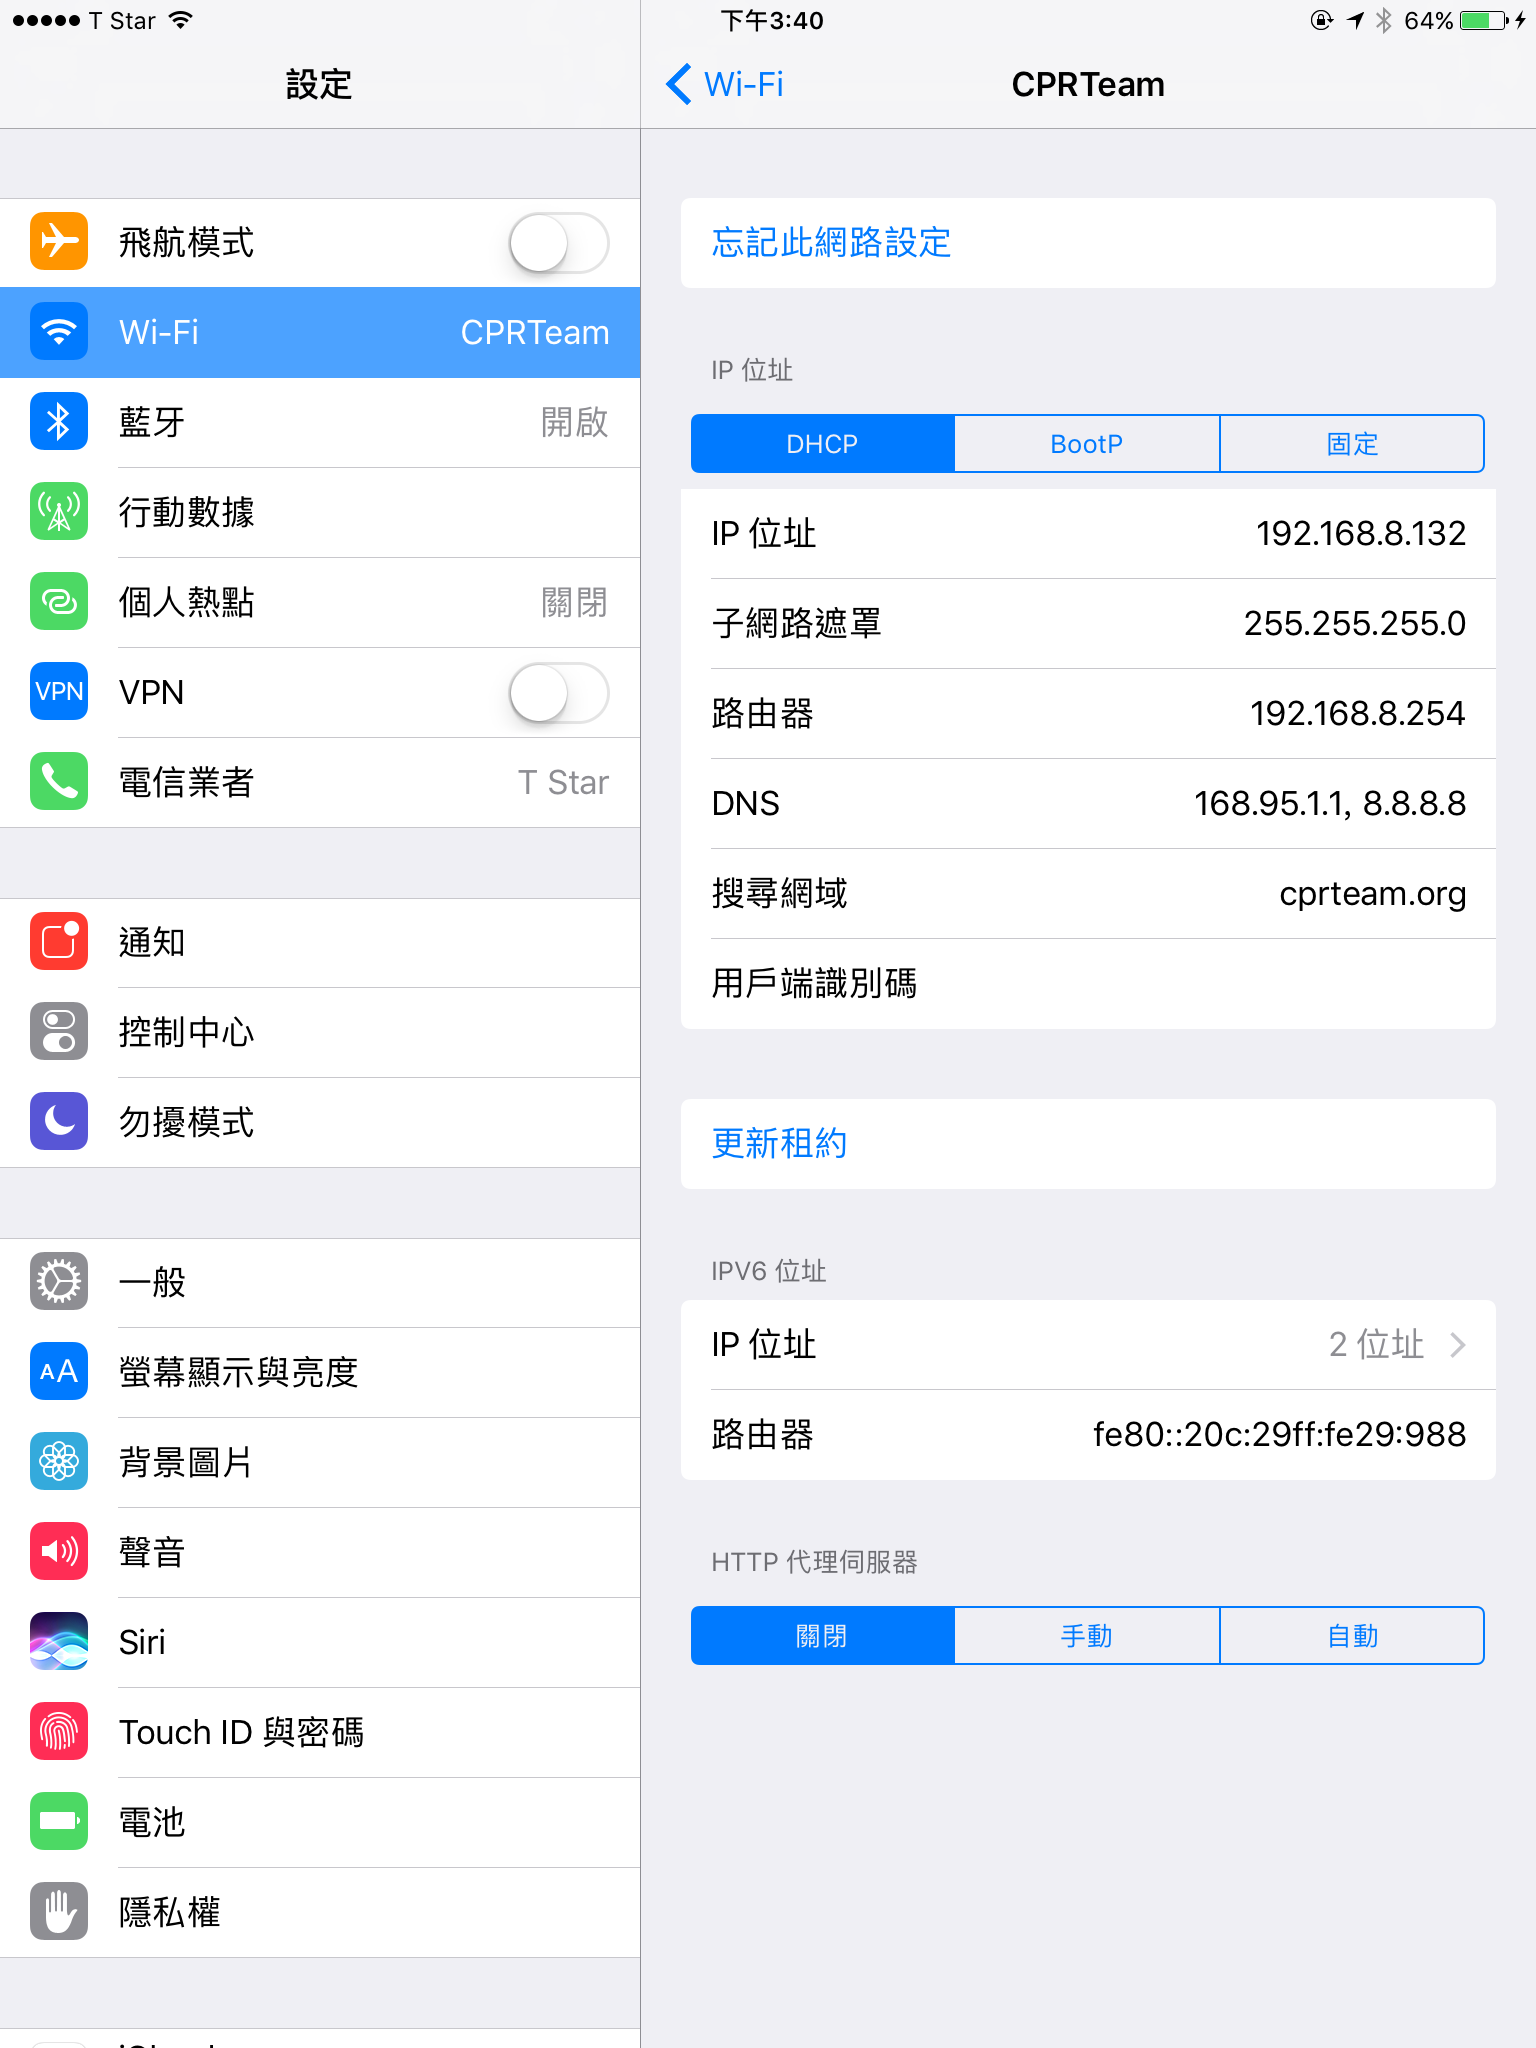 T Star
下午3:40
64%
設定
飛航模式
Wi-Fi CPRTeam
藍牙 開啟
行動數據
個人熱點 關閉
VPN VPN
電信業者 T Star
通知
控制中心
勿擾模式
一般
AA 螢幕顯示與亮度
背景圖片
聲音
Siri
Touch ID 與密碼
電池
隱私權
Wi-Fi
CPRTeam
忘記此網路設定
IP 位址
DHCP BootP 固定
IP 位址 192.168.8.132
子網路遮罩 255.255.255.0
路由器 192.168.8.254
DNS 168.95.1.1, 8.8.8.8
搜尋網域 cprteam.org
用戶端識別碼
更新租約
IPV6 位址
IP 位址 2 位址
路由器 fe80::20c:29ff:fe29:988
HTTP 代理伺服器
關閉 手動 自動